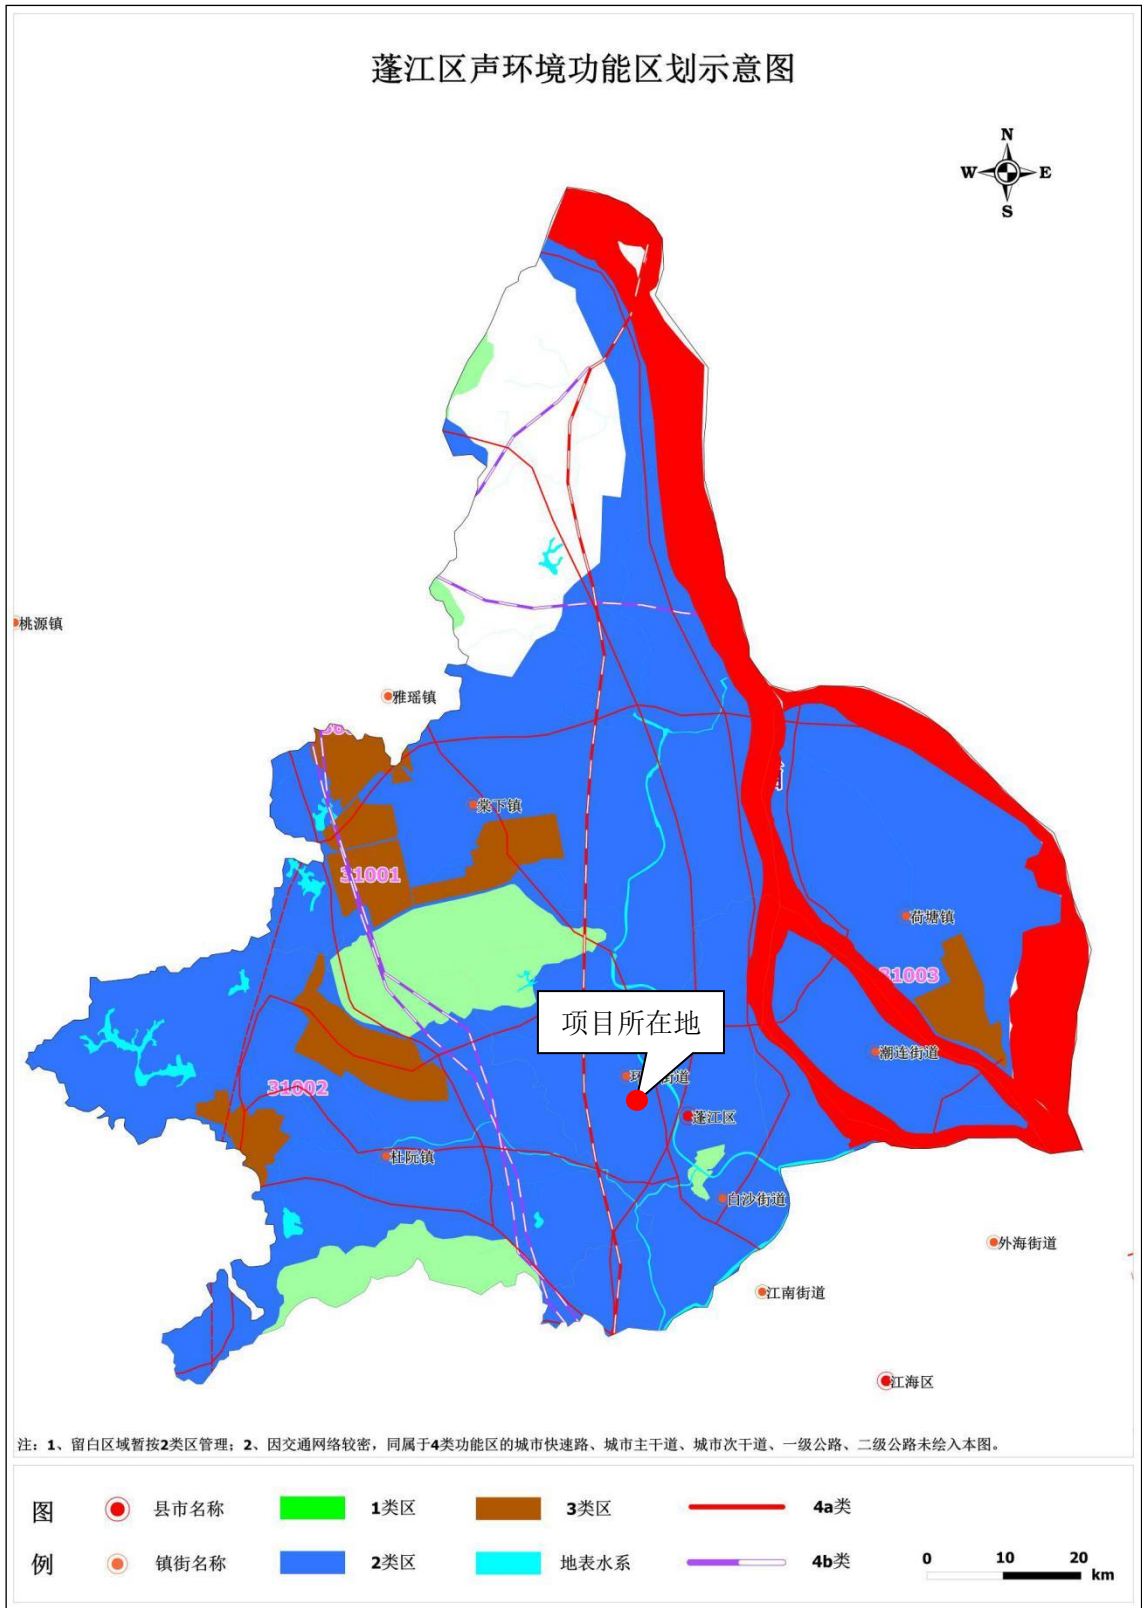 蓬江区声环境功能区划示意图
N
W E
S
桃源镇
雅瑶镇
棠下镇
31001
荷塘镇
31003
项目所在地
潮连街道
街道
31002
蓬江区
杜阮镇
白沙街道
外海街道
江南街道
江海区
注：1、留白区域暂按2类区管理；2、因交通网络较密，同属于4类功能区的城市快速路、城市主干道、城市次干道、一级公路、二级公路未绘入本图。
图例
县市名称 1类区 3类区 4a类
镇街名称 2类区 地表水系 4b类
0 10 20
km